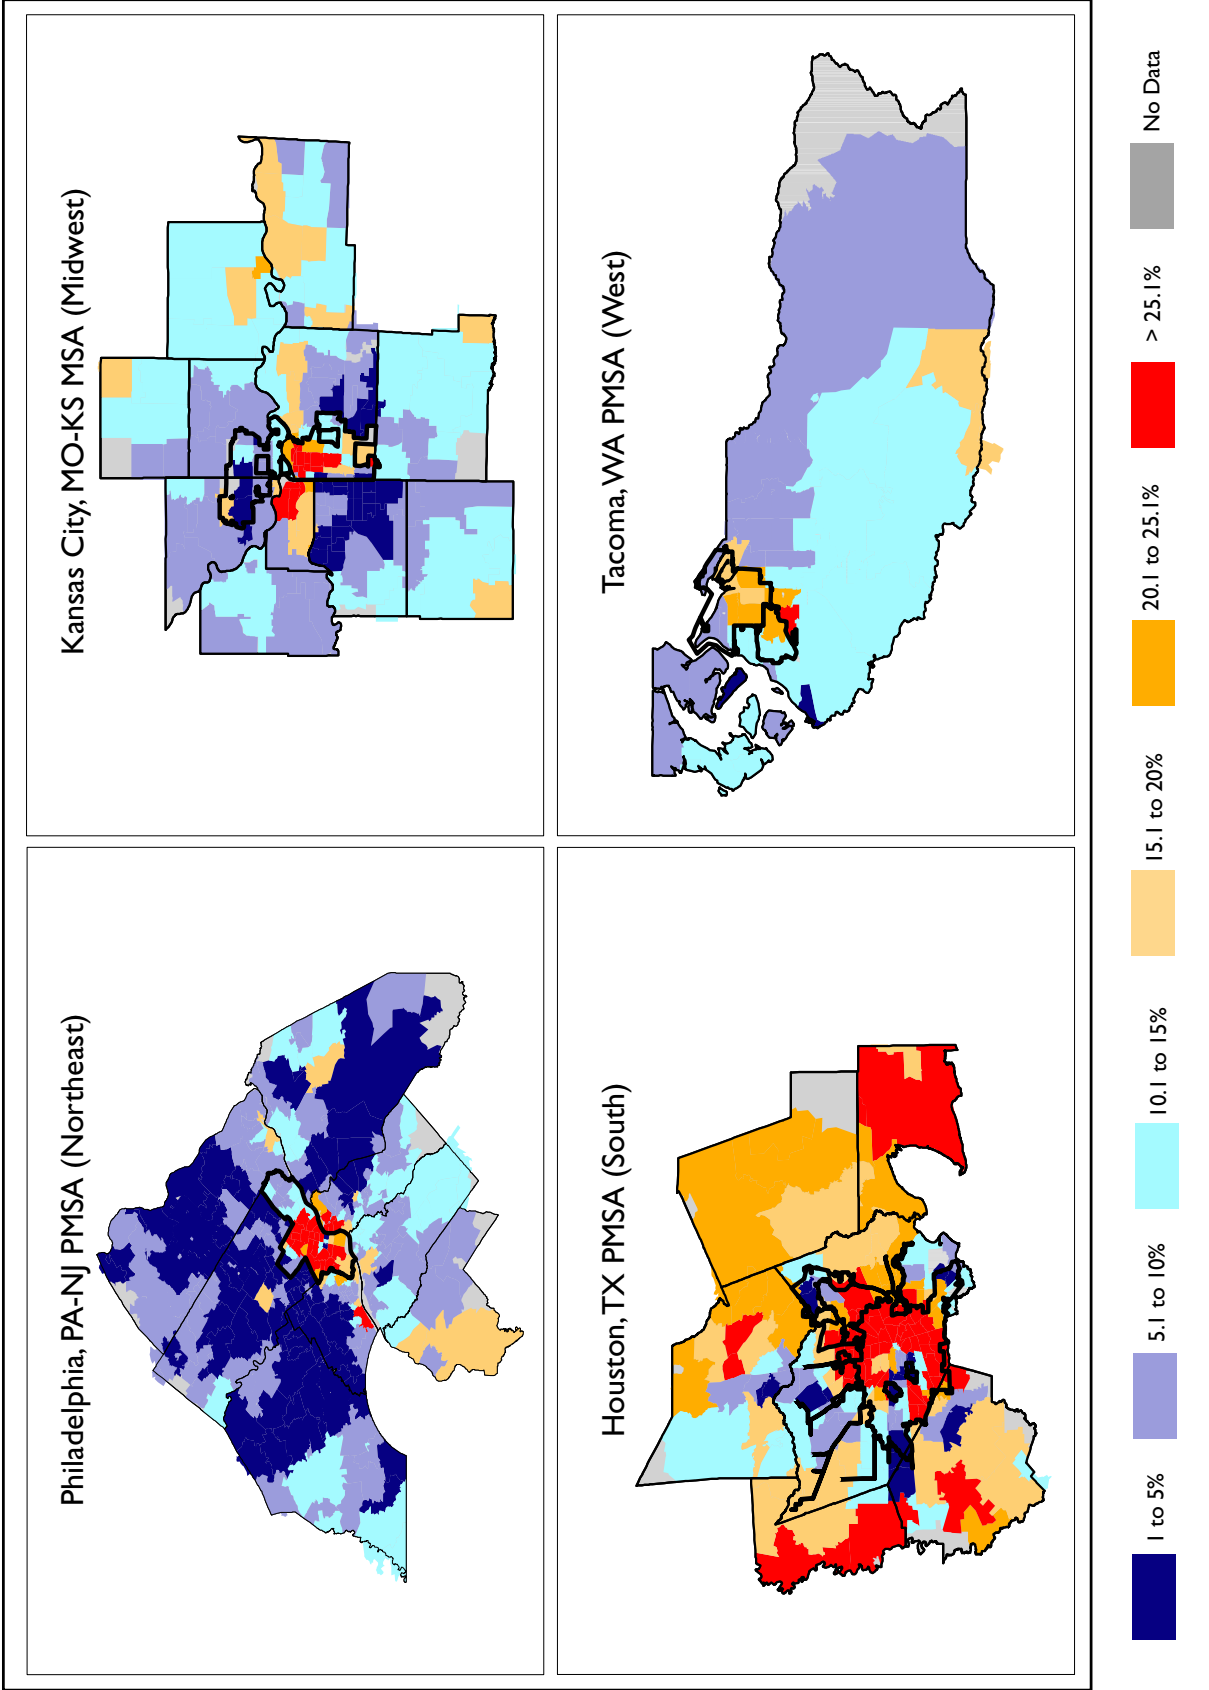 Philadelphia, PA-NJ PMSA (Northeast)
Kansas City, MO-KS MSA (Midwest)
Houston, TX PMSA (South)
Tacoma, WA PMSA (West)
1 to 5%
5.1 to 10%
10.1 to 15%
15.1 to 20%
20.1 to 25.1%
> 25.1%
No Data